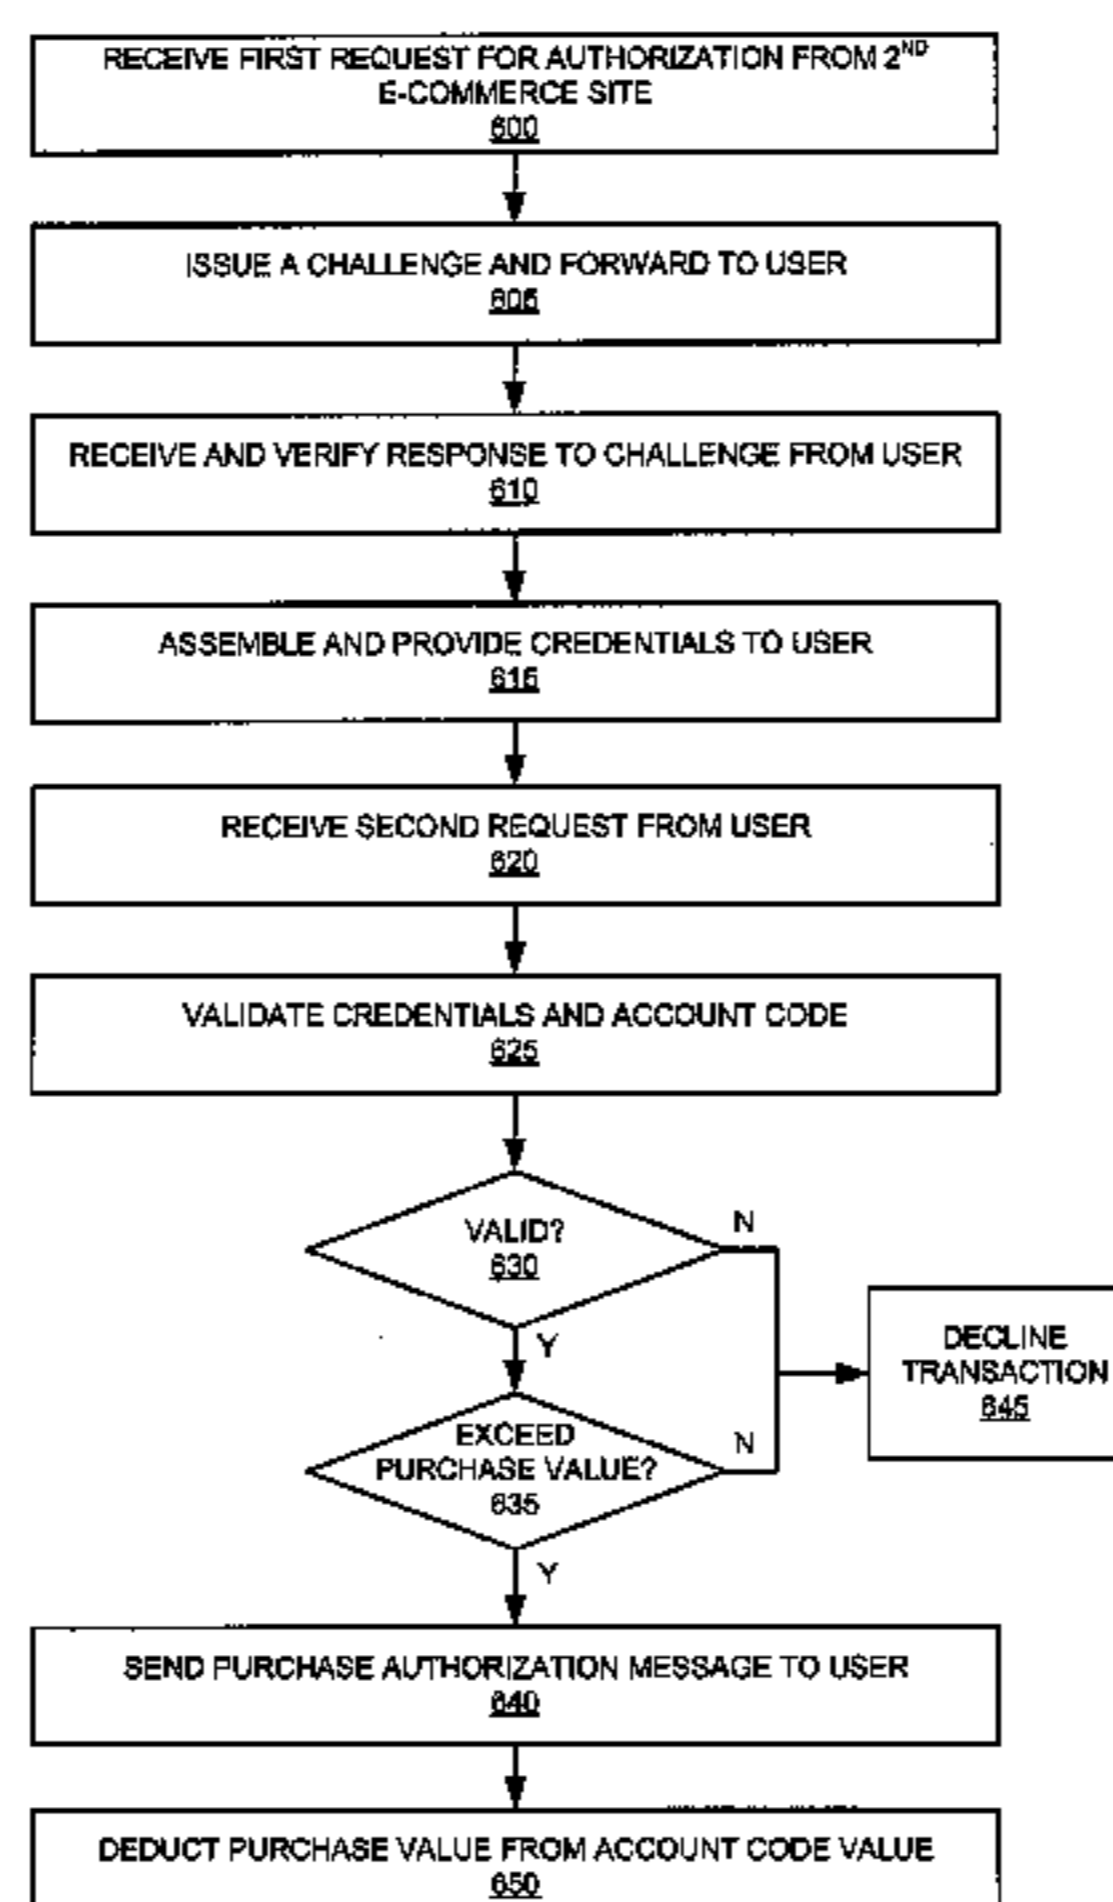 RECEIVE FIRST REQUEST FOR AUTHORIZATION FROM 2ND
E-COMMERCE SITE
600
ISSUE A CHALLENGE AND FORWARD TO USER
605
RECEIVE AND VERIFY RESPONSE TO CHALLENGE FROM USER
610
ASSEMBLE AND PROVIDE CREDENTIALS TO USER
615
RECEIVE SECOND REQUEST FROM USER
620
VALIDATE CREDENTIALS AND ACCOUNT CODE
625
VALID?
630
N
Y
DECLINE
TRANSACTION
645
EXCEED
PURCHASE VALUE?
635
N
Y
SEND PURCHASE AUTHORIZATION MESSAGE TO USER
640
DEDUCT PURCHASE VALUE FROM ACCOUNT CODE VALUE
650